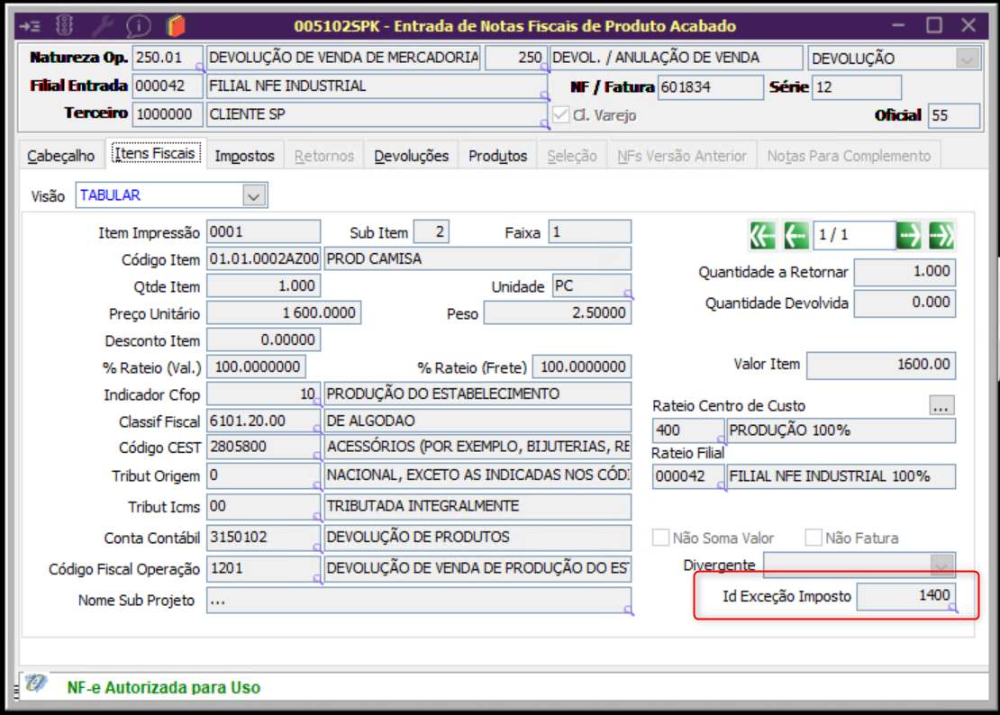 005102SPK - Entrada de Notas Fiscais de Produto Acabado
Natureza Op. 250.01 DEVOLUÇÃO DE VENDA DE MERCADORIA 250 DEVOL. / ANULAÇÃO DE VENDA DEVOLUÇÃO
Filial Entrada 000042 FILIAL NFE INDUSTRIAL NF / Fatura 601834 Série 12
Terceiro 1000000 CLIENTE SP Cl. Varejo Oficial 55
Cabeçalho Itens Fiscais Impostos Retornos Devoluções Produtos Seleção NFs Versão Anterior Notas Para Complemento
Visão TABULAR
Item Impressão 0001 Sub Item 2 Faixa 1 1 / 1
Código Item 01.01.0002AZ00 PROD CAMISA Quantidade a Retornar 1.000
Qtde Item 1.000 Unidade PC
Quantidade Devolvida 0.000
Preço Unitário 1600.0000 Peso 2.50000
Desconto Item 0.00000
% Rateio (Val.) 100.0000000 % Rateio (Frete) 100.0000000 Valor Item 1600.00
Indicador Cfop 10 PRODUÇÃO DO ESTABELECIMENTO
Rateio Centro de Custo ...
Classif Fiscal 6101.20.00 DE ALGODAO
400 PRODUÇÃO 100%
Código CEST 2805800 ACESSÓRIOS (POR EXEMPLO, BIJUTERIAS, RE
Rateio Filial
Tribut Origem 0 NACIONAL, EXCETO AS INDICADAS NOS CÓDI
000042 FILIAL NFE INDUSTRIAL 100%
Tribut Icms 00 TRIBUTADA INTEGRALMENTE
Conta Contábil 3150102 DEVOLUÇÃO DE PRODUTOS Não Soma Valor Não Fatura
Código Fiscal Operação 1201 DEVOLUÇÃO DE VENDA DE PRODUÇÃO DO EST Divergente
Nome Sub Projeto ... Id Exceção Imposto 1400
NF-e Autorizada para Uso